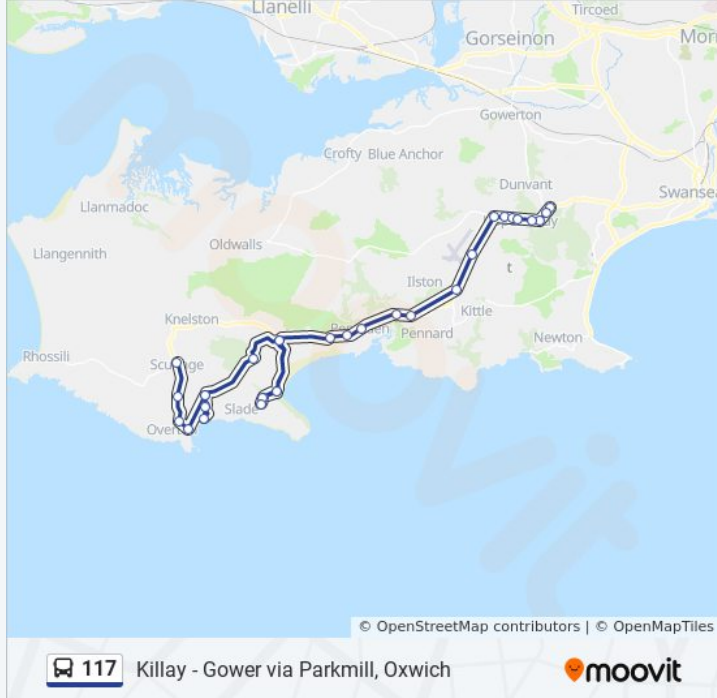 Llanelli
Tircoed
Gorseinon
Gowerton
Crofty Blue Anchor
Dunvant
Swansea
Llanmadoc
Oldwalls
Llangennith
Ilston
t
Kittle
Knelston
Pennard
Newton
Rhossili
Slade
© OpenStreetMap contributors | © OpenMapTiles
117 Killay - Gower via Parkmill, Oxwich
moovit